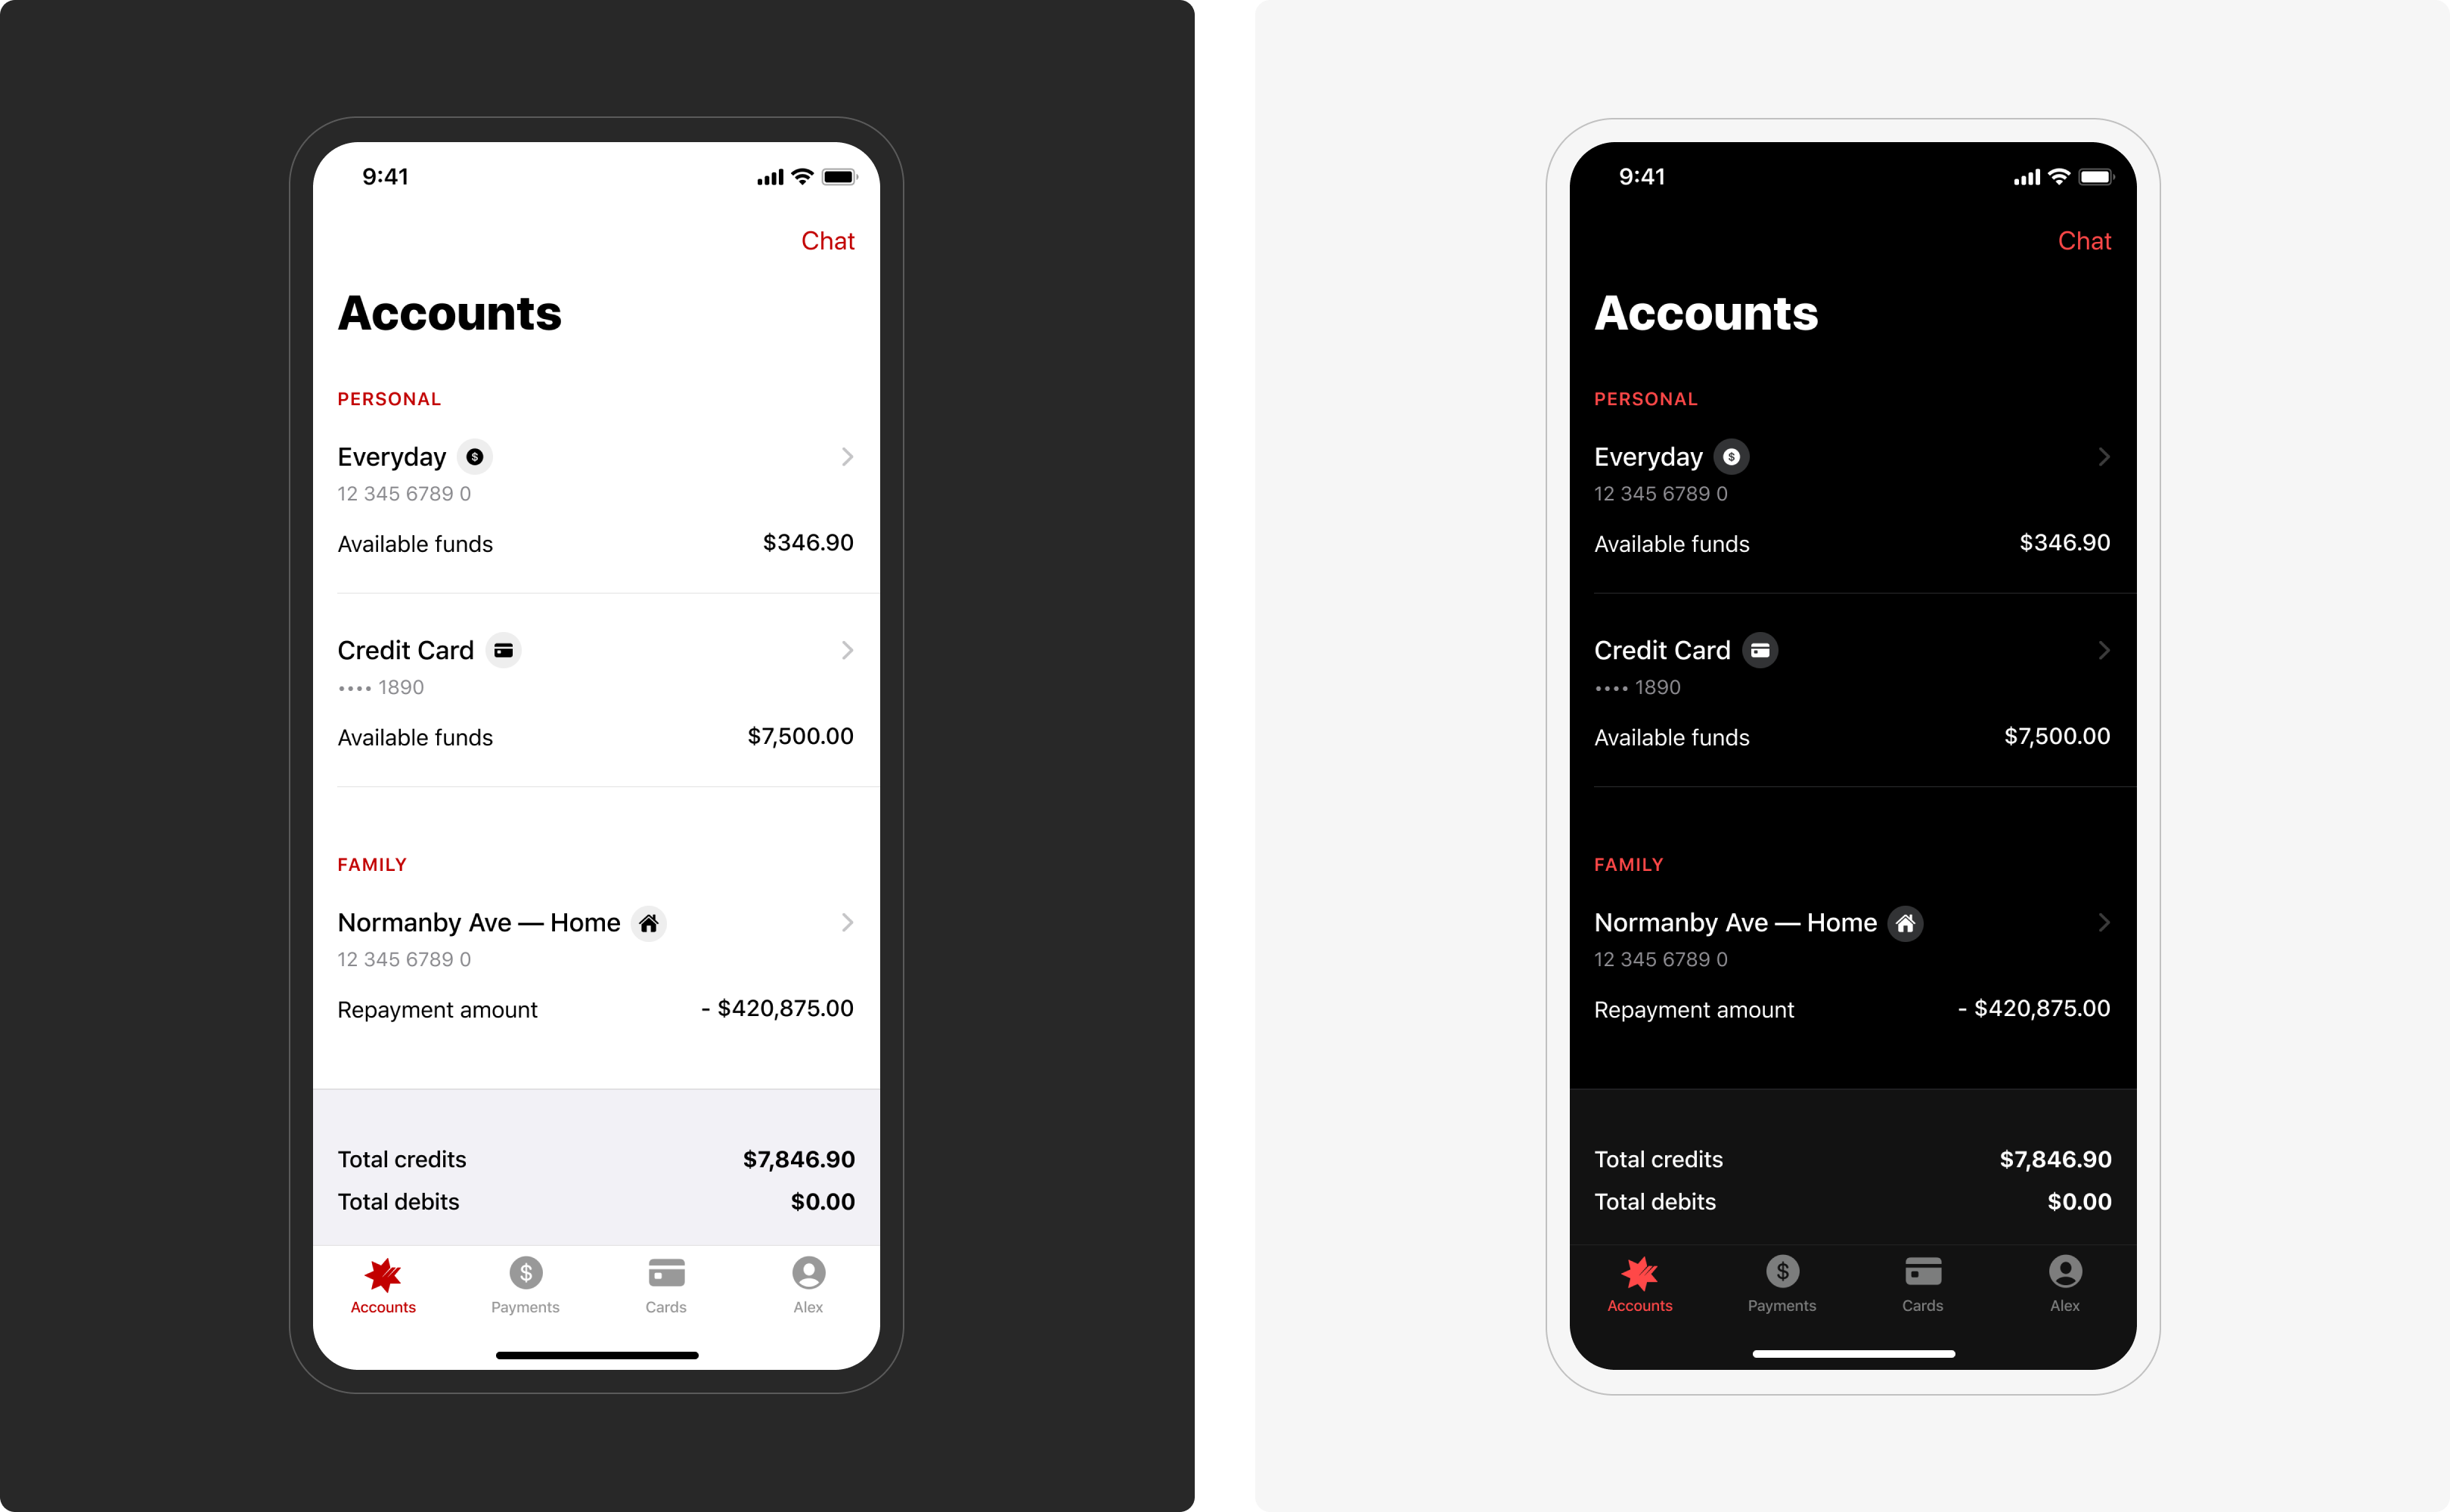 9:41
Chat
Accounts
PERSONAL
Everyday
12 345 6789 0
Available funds $346.90
Credit Card
•••• 1890
Available funds $7,500.00
FAMILY
Normanby Ave — Home
12 345 6789 0
Repayment amount - $420,875.00
Total credits $7,846.90
Total debits $0.00
Accounts Payments Cards Alex
9:41
Chat
Accounts
PERSONAL
Everyday
12 345 6789 0
Available funds $346.90
Credit Card
•••• 1890
Available funds $7,500.00
FAMILY
Normanby Ave — Home
12 345 6789 0
Repayment amount - $420,875.00
Total credits $7,846.90
Total debits $0.00
Accounts Payments Cards Alex